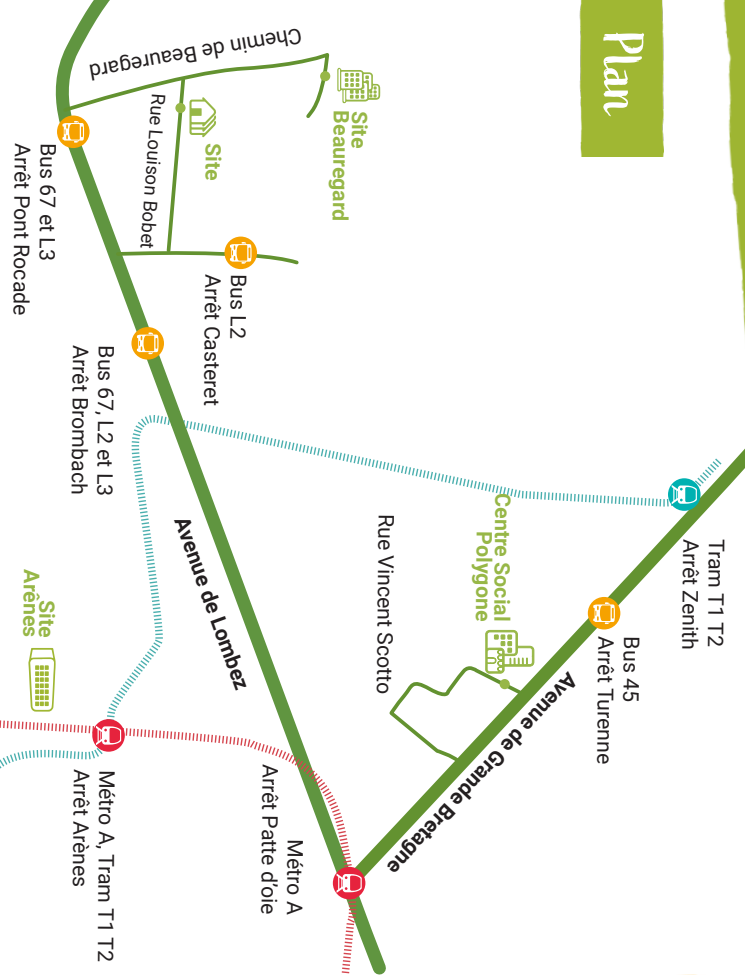 Plan
Tram T1 T2
Arrêt Zenith
Bus 45
Arrêt Turenne
Avenue de Grande Bretagne
Centre Social
Polygone
Rue Vincent Scotto
Site
Beauregard
Chemin de Beauregard
Site
Rue Louison Bobet
Bus L2
Arrêt Casteret
Bus 67 et L3
Arrêt Pont Rocade
Bus 67, L2 et L3
Arrêt Brombach
Avenue de Lombez
Métro A
Arrêt Patte d'oie
Site
Arênes
Métro A, Tram T1 T2
Arrêt Arènes